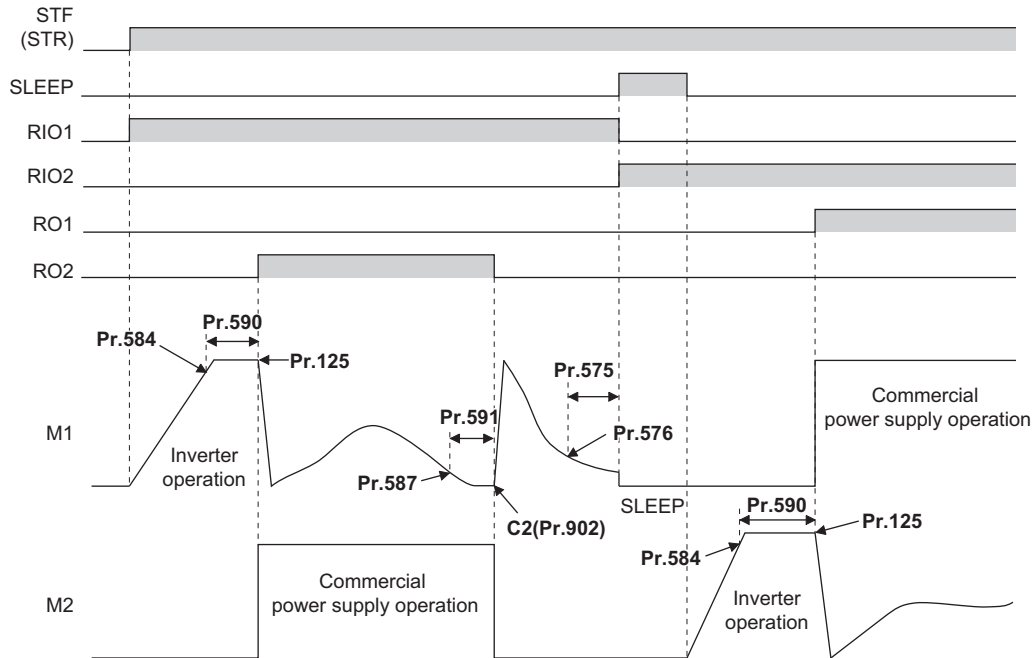 STF
(STR)
SLEEP
RIO1
RIO2
RO1
RO2
Pr.590
Pr.584
Pr.125
Pr.575
Pr.591
Pr.576
Commercial
power supply operation
M1
Inverter
operation
Pr.587
C2(Pr.902)
SLEEP
Pr.590
Pr.584
Pr.125
M2
Commercial
power supply operation
Inverter
operation